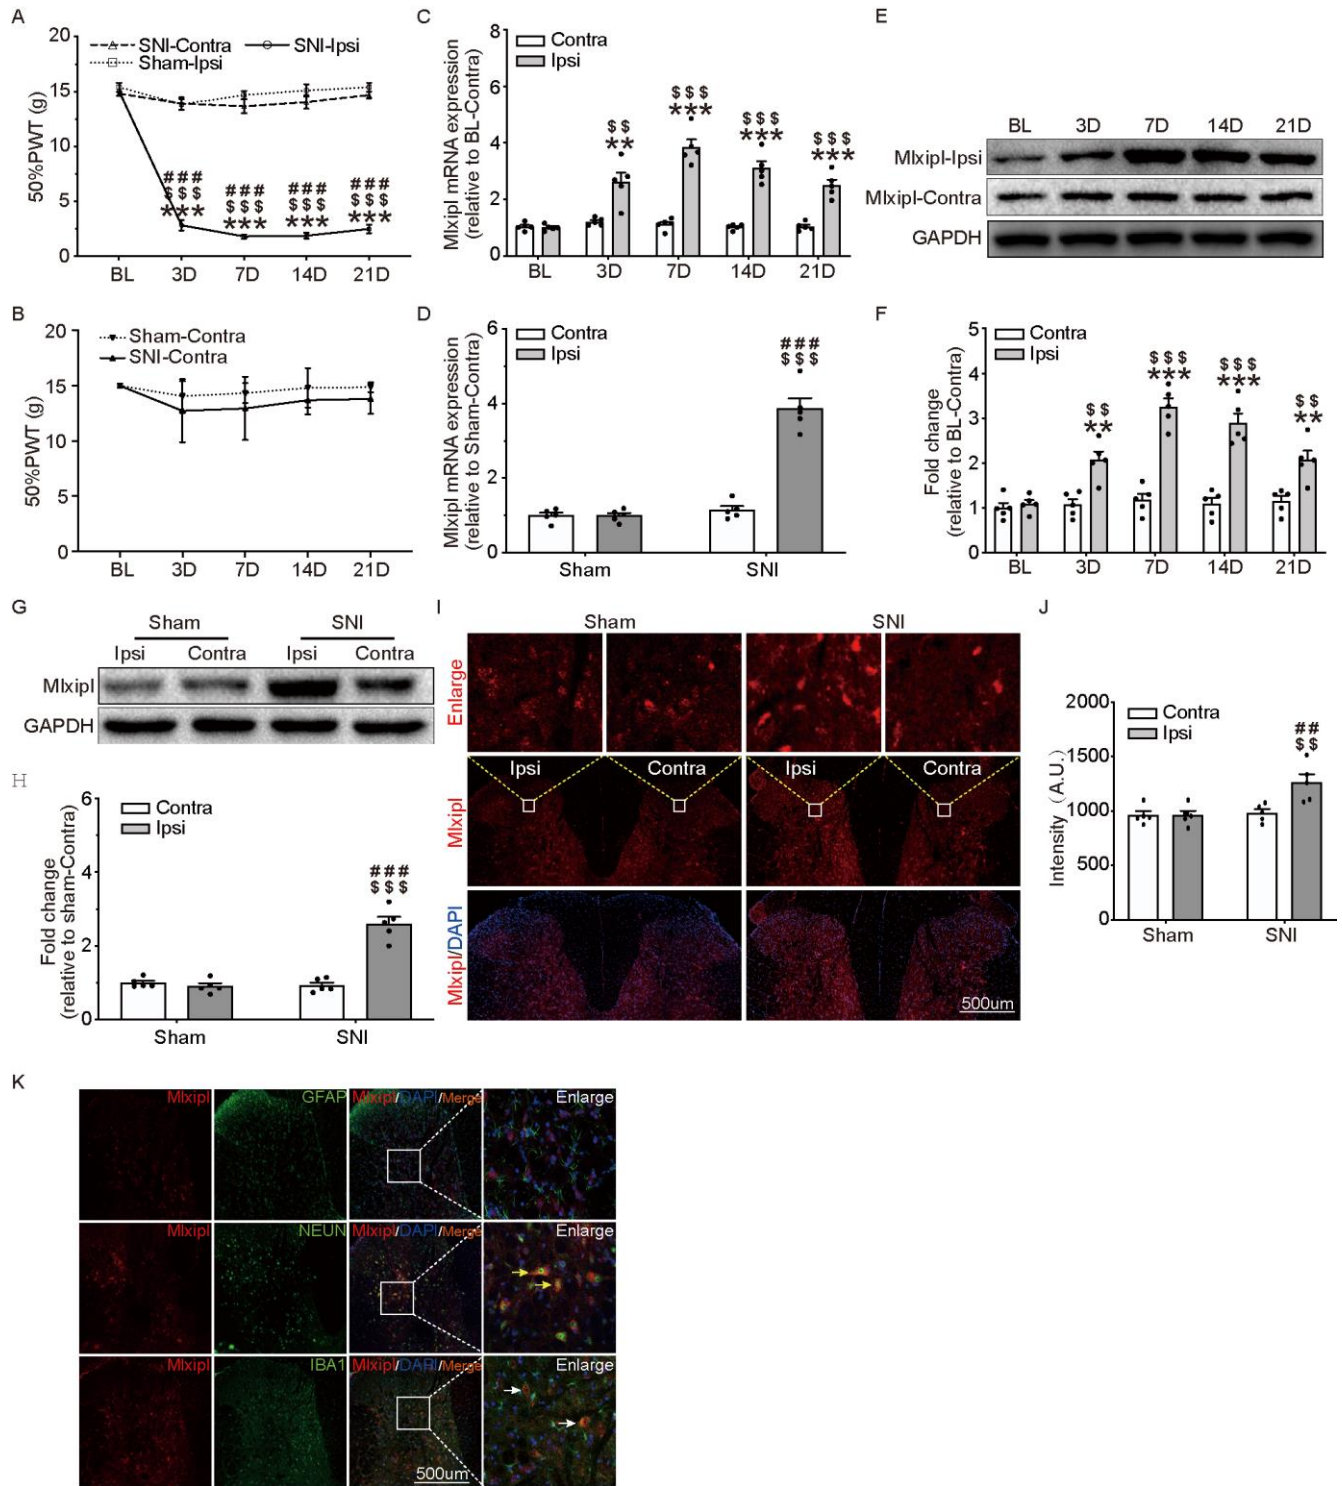 A
20
15
10
5
0
50%PWT (g)
SNI-Contra
SNI-Ipsi
Sham-Ipsi
### ### ### ###
$$$ $$$ $$$ $$$
*** *** *** ***
BL 3D 7D 14D 21D
B
20
15
10
5
0
50%PWT (g)
Sham-Contra
SNI-Contra
BL 3D 7D 14D 21D
C
8
6
4
2
0
Mlxipl mRNA expression
(relative to BL-Contra)
Contra
Ipsi
$$ $$$ $$$ $$$
** *** *** ***
BL 3D 7D 14D 21D
D
6
4
2
0
Mlxipl mRNA expression
(relative to Sham-Contra)
Contra
Ipsi
###
$$$
Sham SNI
E
BL 3D 7D 14D 21D
Mlxipl-Ipsi
Mlxipl-Contra
GAPDH
F
5
4
3
2
1
0
Fold change
(relative to BL-Contra)
Contra
Ipsi
$$ $$$ $$$ $$
** *** *** **
BL 3D 7D 14D 21D
G
Sham SNI
Ipsi Contra Ipsi Contra
Mlxipl
GAPDH
H
6
4
2
0
Fold change
(relative to sham-Contra)
Contra
Ipsi
###
$$$
Sham SNI
I
Sham SNI
Enlarge
Mlxipl
Ipsi Contra Ipsi Contra
Mlxipl/DAPI
500um
J
2000
1500
1000
500
0
Intensity (A.U.)
Contra
Ipsi
##
$$
Sham SNI
K
Mlxipl GFAP Mlxipl/DAPI/Merge Enlarge
Mlxipl NEUN Mlxipl/DAPI/Merge Enlarge
Mlxipl IBA1 Mlxipl/DAPI/Merge Enlarge
500um